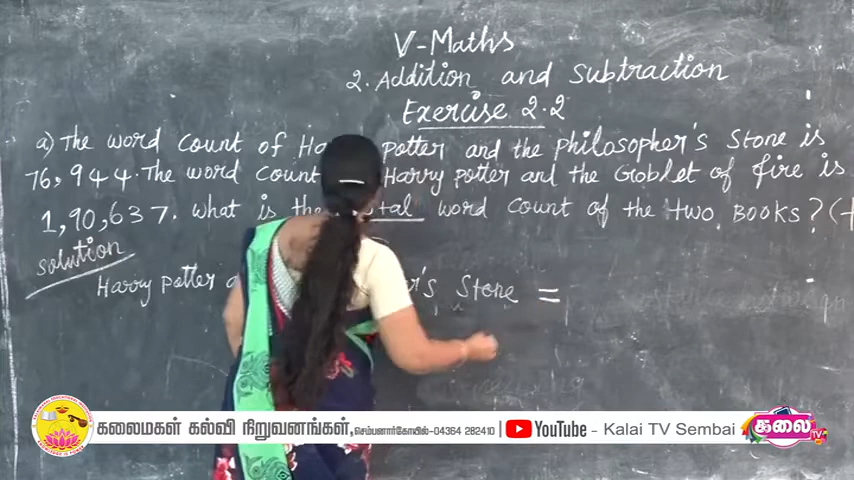 V-Maths
2. Addition and Subtraction
Exercise 2.2
a) The word count of Ha Potter and the philosopher's Stone is
76,944. The word count Harry potter and the Goblet of fire is
1,90,637. What is the total word count of the two BOOKS? (+
solution
Harry potter a r's Stone =
கலைமகள் கல்வி நிறுவனங்கள், செம்பனார்கோயில்-04364 282410 | YouTube - Kalai TV Sembai
கலை TV